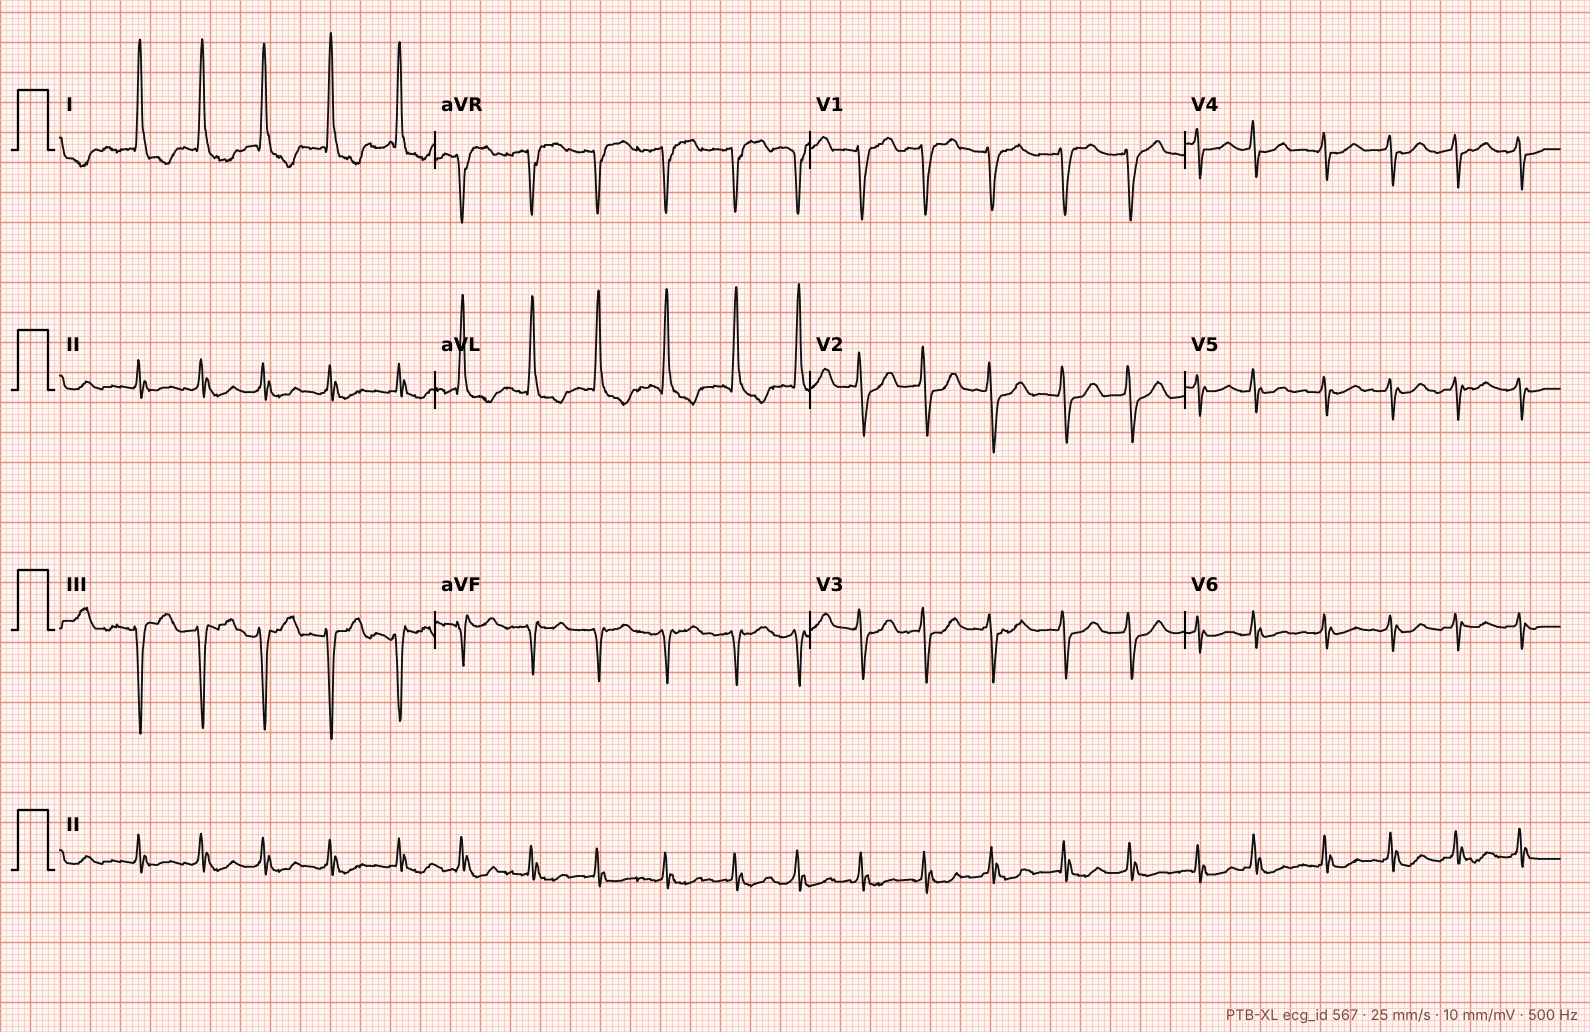 I aVR V1 V4
II aVL V2 V5
III aVF V3 V6
II
PTB-XL ecg_id 567 · 25 mm/s · 10 mm/mV · 500 Hz